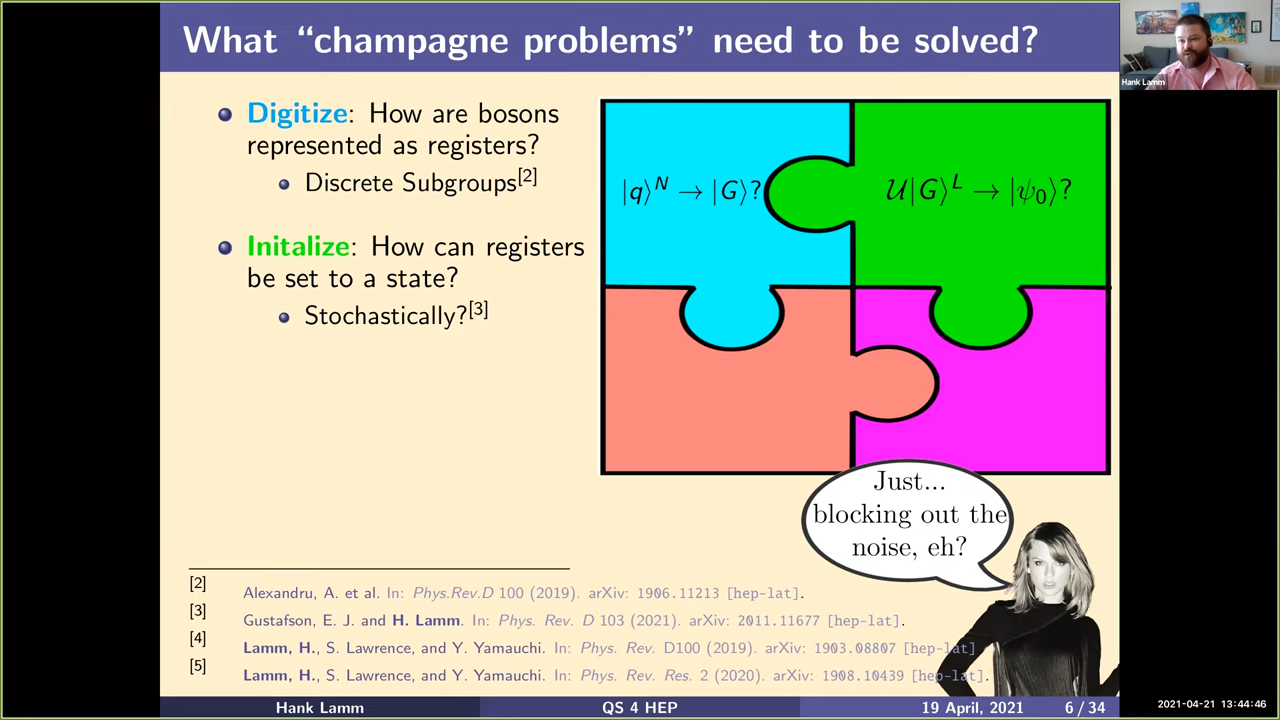 What “champagne problems” need to be solved?
Hank Lamm
Digitize: How are bosons
represented as registers?
Discrete Subgroups[2]
Initalize: How can registers
be set to a state?
Stochastically?[3]
|q⟩ᴺ → |G⟩?
𝒰|G⟩ᴸ → |ψ₀⟩?
Just...
blocking out the
noise, eh?
[2] Alexandru, A. et al. In: Phys.Rev.D 100 (2019). arXiv: 1906.11213 [hep-lat].
[3] Gustafson, E. J. and H. Lamm. In: Phys. Rev. D 103 (2021). arXiv: 2011.11677 [hep-lat].
[4] Lamm, H., S. Lawrence, and Y. Yamauchi. In: Phys. Rev. D100 (2019). arXiv: 1903.08807 [hep-lat]
[5] Lamm, H., S. Lawrence, and Y. Yamauchi. In: Phys. Rev. Res. 2 (2020). arXiv: 1908.10439 [hep-lat].
Hank Lamm QS 4 HEP 19 April, 2021 6 / 34
2021-04-21 13:44:46